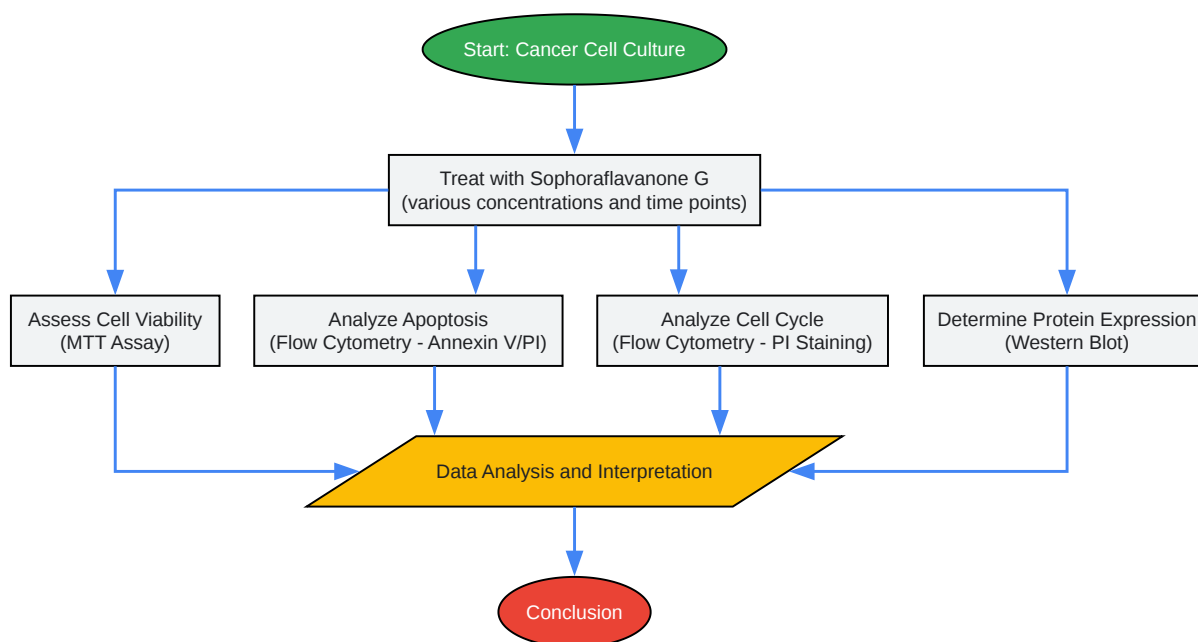 Start: Cancer Cell Culture
Treat with Sophoraflavanone G
(various concentrations and time points)
Assess Cell Viability
(MTT Assay)
Analyze Apoptosis
(Flow Cytometry - Annexin V/PI)
Analyze Cell Cycle
(Flow Cytometry - PI Staining)
Determine Protein Expression
(Western Blot)
Data Analysis and Interpretation
Conclusion